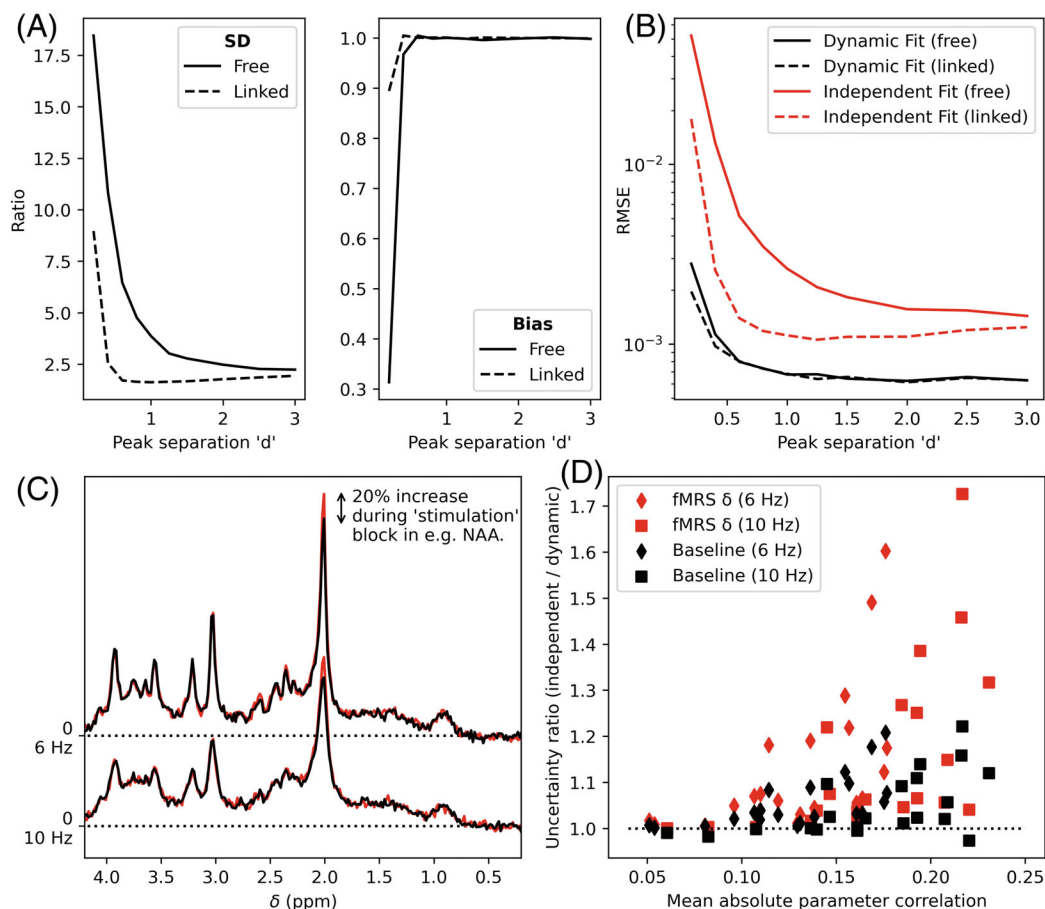 (A)
SD
Free
Linked
Ratio
17.5
15.0
12.5
10.0
7.5
5.0
2.5
1
2
3
Peak separation 'd'
1.0
0.9
0.8
0.7
0.6
0.5
0.4
0.3
Bias
Free
Linked
1
2
3
Peak separation 'd'
(B)
Dynamic Fit (free)
Dynamic Fit (linked)
Independent Fit (free)
Independent Fit (linked)
RMSE
10⁻²
10⁻³
0.5
1.0
1.5
2.0
2.5
3.0
Peak separation 'd'
(C)
20% increase
during 'stimulation'
block in e.g. NAA.
0
6 Hz
0
10 Hz
4.0
3.5
3.0
2.5
2.0
1.5
1.0
0.5
δ (ppm)
(D)
fMRS δ (6 Hz)
fMRS δ (10 Hz)
Baseline (6 Hz)
Baseline (10 Hz)
Uncertainty ratio (independent / dynamic)
1.7
1.6
1.5
1.4
1.3
1.2
1.1
1.0
0.05
0.10
0.15
0.20
0.25
Mean absolute parameter correlation